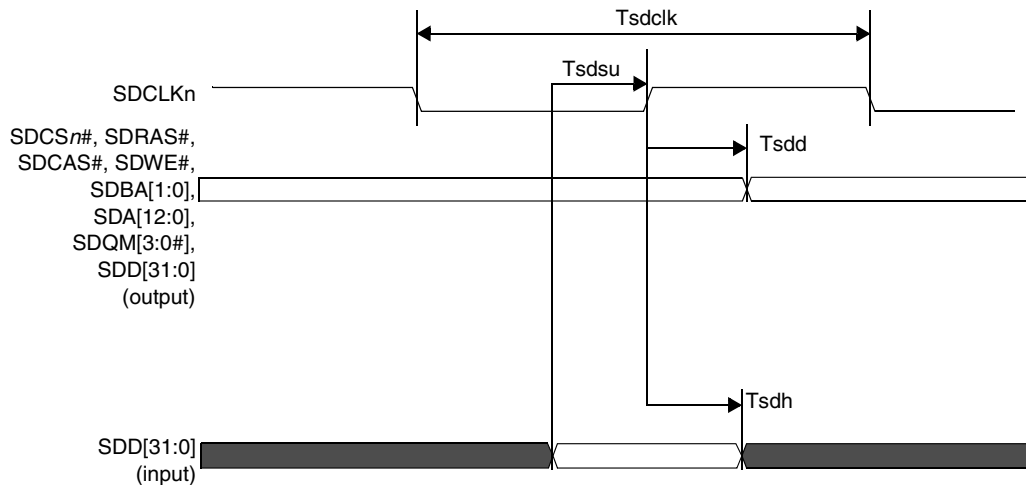 Tsdclk
Tsdsu
SDCLKn
SDCSn#, SDRAS#,
SDCAS#, SDWE#,
SDBA[1:0],
SDA[12:0],
SDQM[3:0#],
SDD[31:0]
(output)
Tsdd
Tsdh
SDD[31:0]
(input)